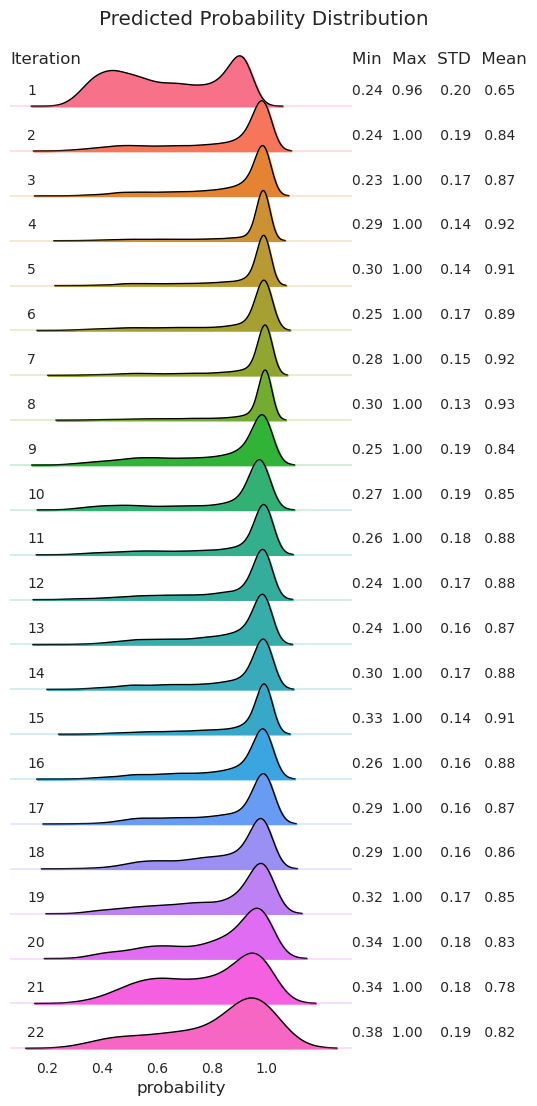 Predicted Probability Distribution
Iteration Min Max STD Mean
1 0.24 0.96 0.20 0.65
2 0.24 1.00 0.19 0.84
3 0.23 1.00 0.17 0.87
4 0.29 1.00 0.14 0.92
5 0.30 1.00 0.14 0.91
6 0.25 1.00 0.17 0.89
7 0.28 1.00 0.15 0.92
8 0.30 1.00 0.13 0.93
9 0.25 1.00 0.19 0.84
10 0.27 1.00 0.19 0.85
11 0.26 1.00 0.18 0.88
12 0.24 1.00 0.17 0.88
13 0.24 1.00 0.16 0.87
14 0.30 1.00 0.17 0.88
15 0.33 1.00 0.14 0.91
16 0.26 1.00 0.16 0.88
17 0.29 1.00 0.16 0.87
18 0.29 1.00 0.16 0.86
19 0.32 1.00 0.17 0.85
20 0.34 1.00 0.18 0.83
21 0.34 1.00 0.18 0.78
22 0.38 1.00 0.19 0.82
0.2 0.4 0.6 0.8 1.0
probability